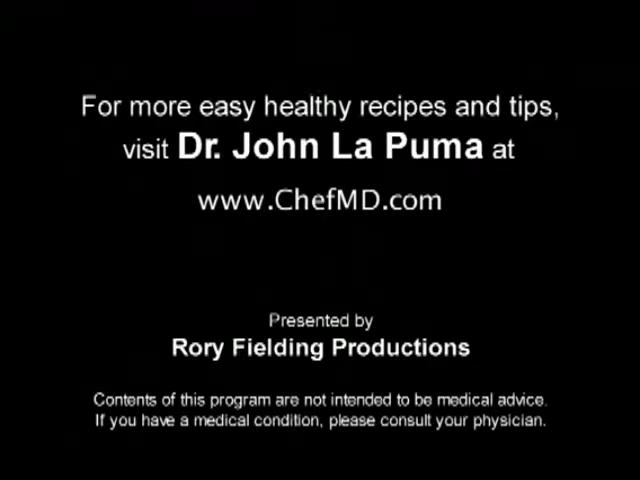 For more easy healthy recipes and tips,
visit Dr. John La Puma at
www.ChefMD.com
Presented by
Rory Fielding Productions
Contents of this program are not intended to be medical advice.
If you have a medical condition, please consult your physician.